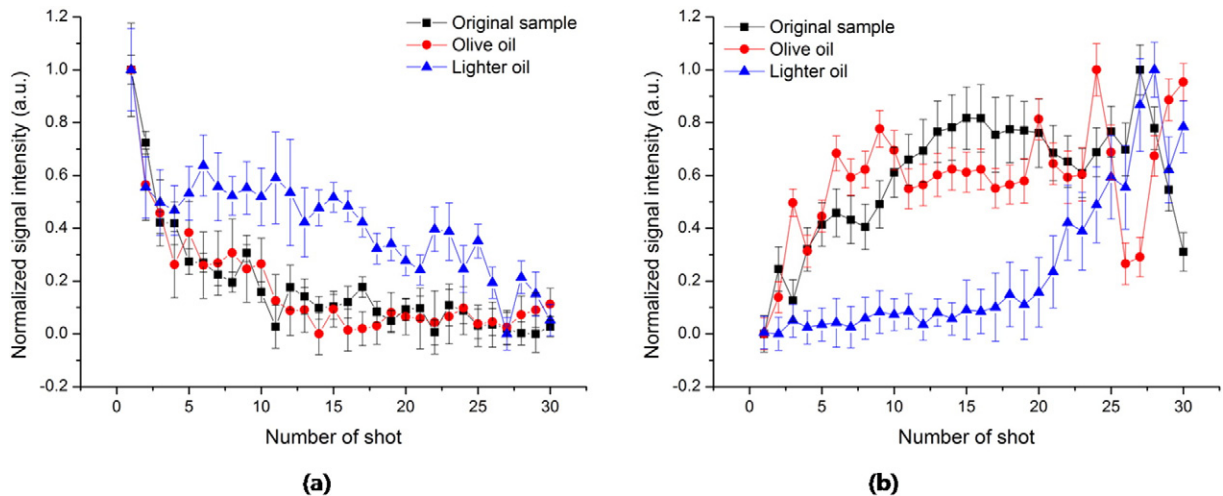 Original sample
Olive oil
Lighter oil
Normalized signal intensity (a.u.)
1.2
1.0
0.8
0.6
0.4
0.2
0.0
-0.2
0 5 10 15 20 25 30
Number of shot
(a)
Original sample
Olive oil
Lighter oil
Normalized signal intensity (a.u.)
1.2
1.0
0.8
0.6
0.4
0.2
0.0
-0.2
0 5 10 15 20 25 30
Number of shot
(b)